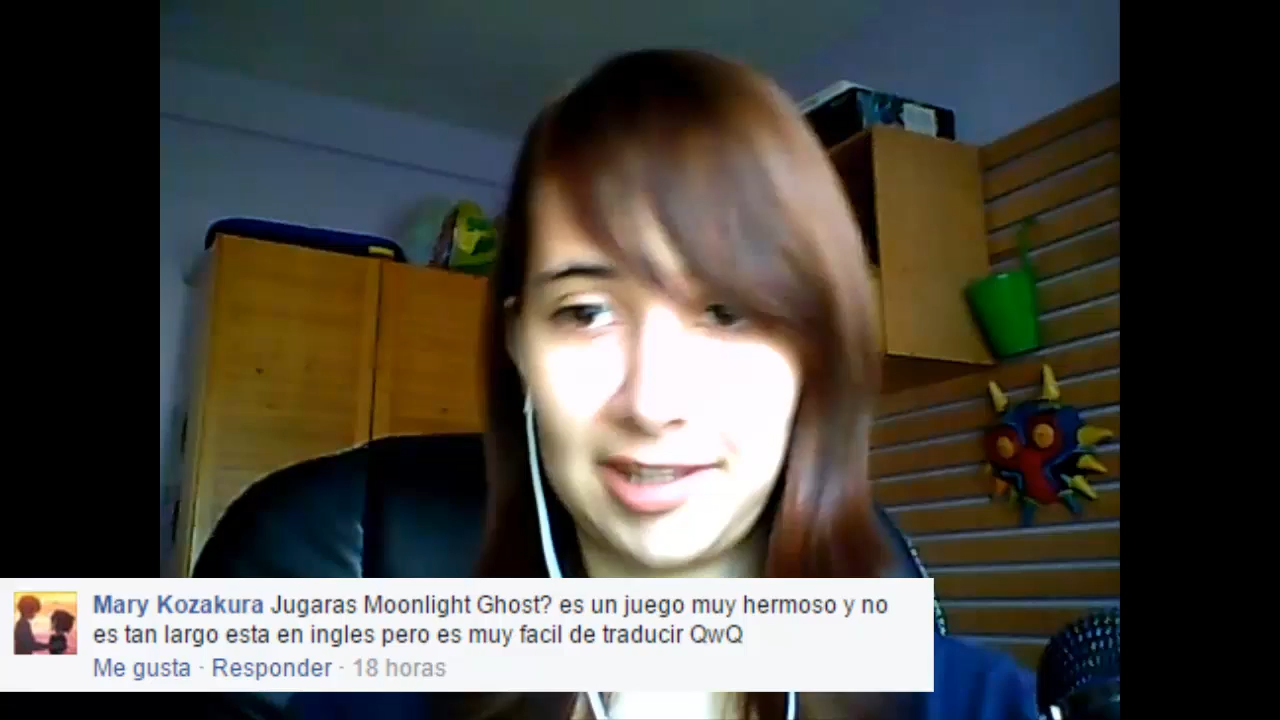 Mary Kozakura Jugaras Moonlight Ghost? es un juego muy hermoso y no
es tan largo esta en ingles pero es muy facil de traducir QwQ
Me gusta · Responder · 18 horas